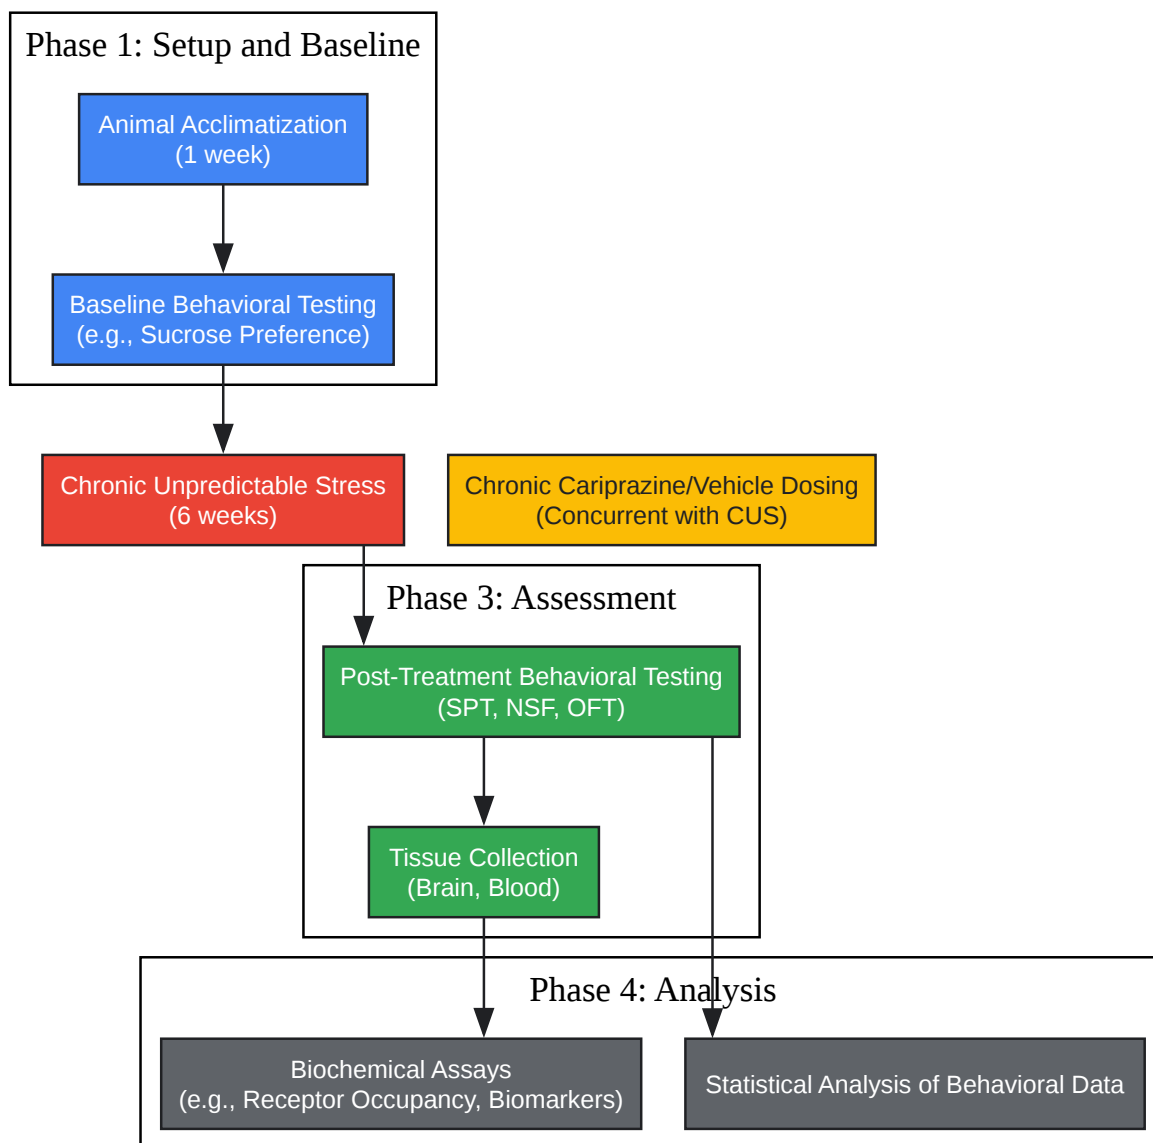 Phase 1: Setup and Baseline
Animal Acclimatization
(1 week)
Baseline Behavioral Testing
(e.g., Sucrose Preference)
Chronic Unpredictable Stress
(6 weeks)
Chronic Cariprazine/Vehicle Dosing
(Concurrent with CUS)
Phase 3: Assessment
Post-Treatment Behavioral Testing
(SPT, NSF, OFT)
Tissue Collection
(Brain, Blood)
Phase 4: Analysis
Biochemical Assays
(e.g., Receptor Occupancy, Biomarkers)
Statistical Analysis of Behavioral Data